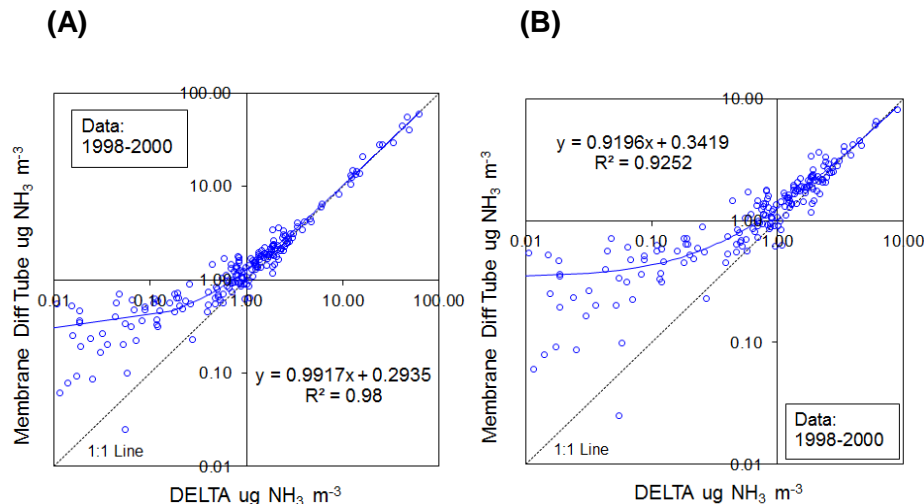 (A)
Membrane Diff Tube ug NH₃ m⁻³
100.00
10.00
1.00
0.10
0.01
0.01 0.10 1.00 10.00 100.00
Data:
1998-2000
y = 0.9917x + 0.2935
R² = 0.98
1:1 Line
DELTA ug NH₃ m⁻³
(B)
Membrane Diff Tube ug NH₃ m⁻³
10.00
1.00
0.10
0.01
0.01 0.10 1.00 10.00
y = 0.9196x + 0.3419
R² = 0.9252
Data:
1998-2000
1:1 Line
DELTA ug NH₃ m⁻³